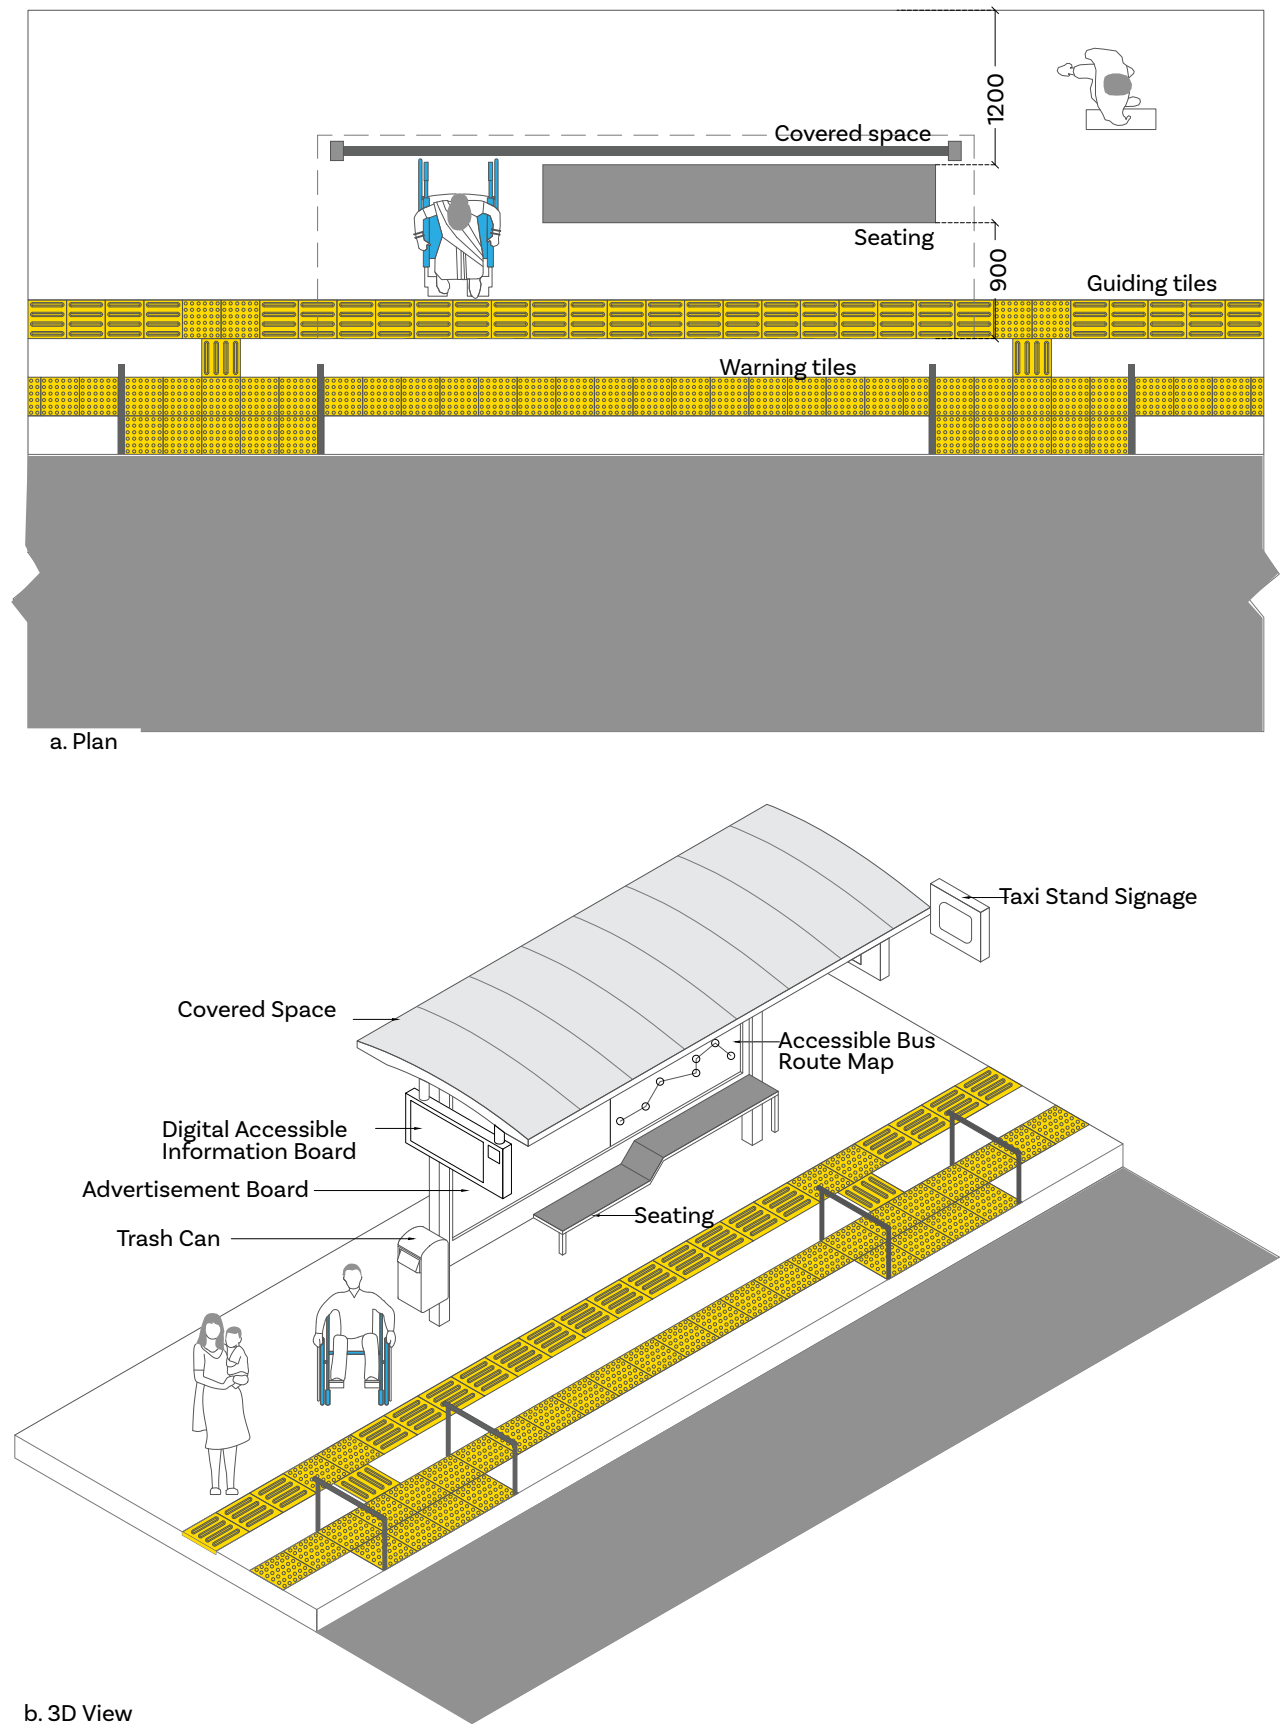 1200
Covered space
Seating
900
Guiding tiles
Warning tiles
a. Plan
Taxi Stand Signage
Covered Space
Accessible Bus
Route Map
Digital Accessible
Information Board
Advertisement Board
Seating
Trash Can
b. 3D View